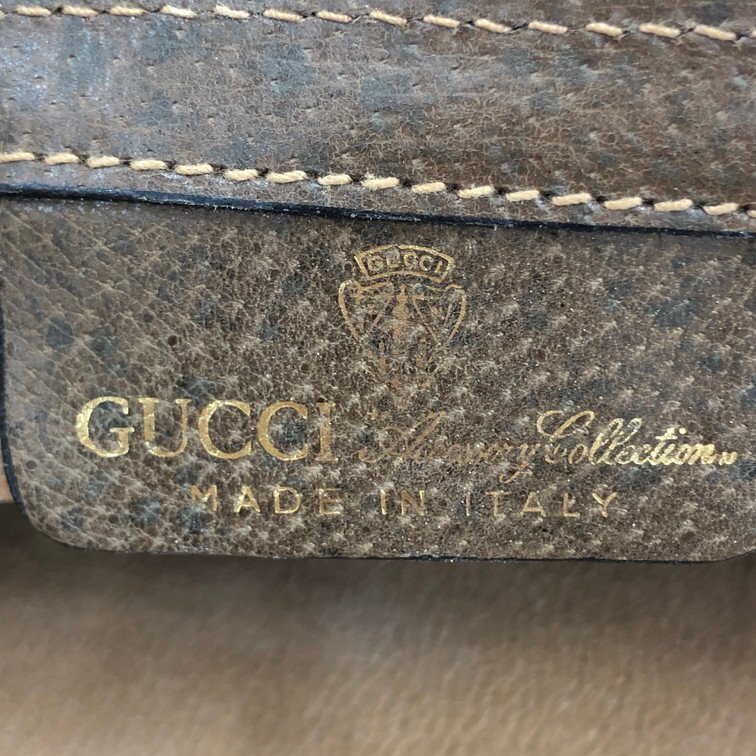 GUCCI
GUCCI Accessory Collection
MADE IN ITALY